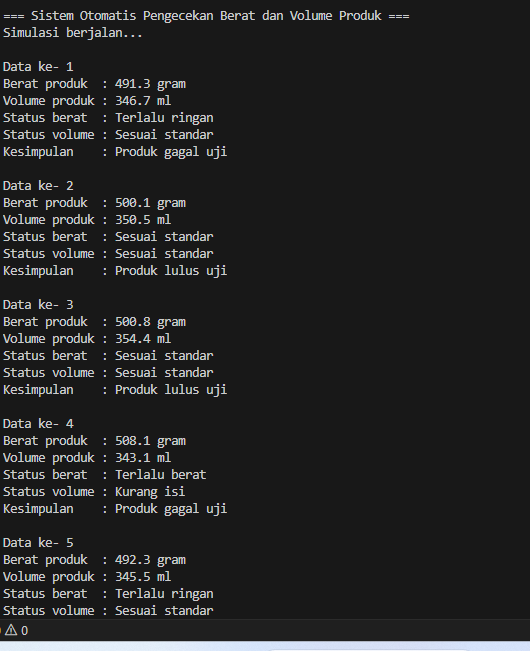 === Sistem Otomatis Pengecekan Berat dan Volume Produk ===
Simulasi berjalan...
Data ke- 1
Berat produk  : 491.3 gram
Volume produk : 346.7 ml
Status berat  : Terlalu ringan
Status volume : Sesuai standar
Kesimpulan    : Produk gagal uji
Data ke- 2
Berat produk  : 500.1 gram
Volume produk : 350.5 ml
Status berat  : Sesuai standar
Status volume : Sesuai standar
Kesimpulan    : Produk lulus uji
Data ke- 3
Berat produk  : 500.8 gram
Volume produk : 354.4 ml
Status berat  : Sesuai standar
Status volume : Sesuai standar
Kesimpulan    : Produk lulus uji
Data ke- 4
Berat produk  : 508.1 gram
Volume produk : 343.1 ml
Status berat  : Terlalu berat
Status volume : Kurang isi
Kesimpulan    : Produk gagal uji
Data ke- 5
Berat produk  : 492.3 gram
Volume produk : 345.5 ml
Status berat  : Terlalu ringan
Status volume : Sesuai standar
0